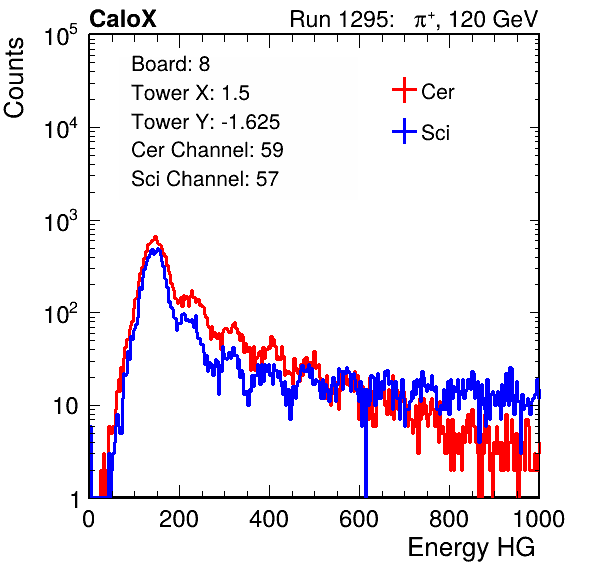 CaloX Run 1295: π⁺, 120 GeV
Counts
10⁵
10⁴
10³
10²
10
1
Board: 8
Tower X: 1.5
Tower Y: -1.625
Cer Channel: 59
Sci Channel: 57
Cer
Sci
0 200 400 600 800 1000
Energy HG